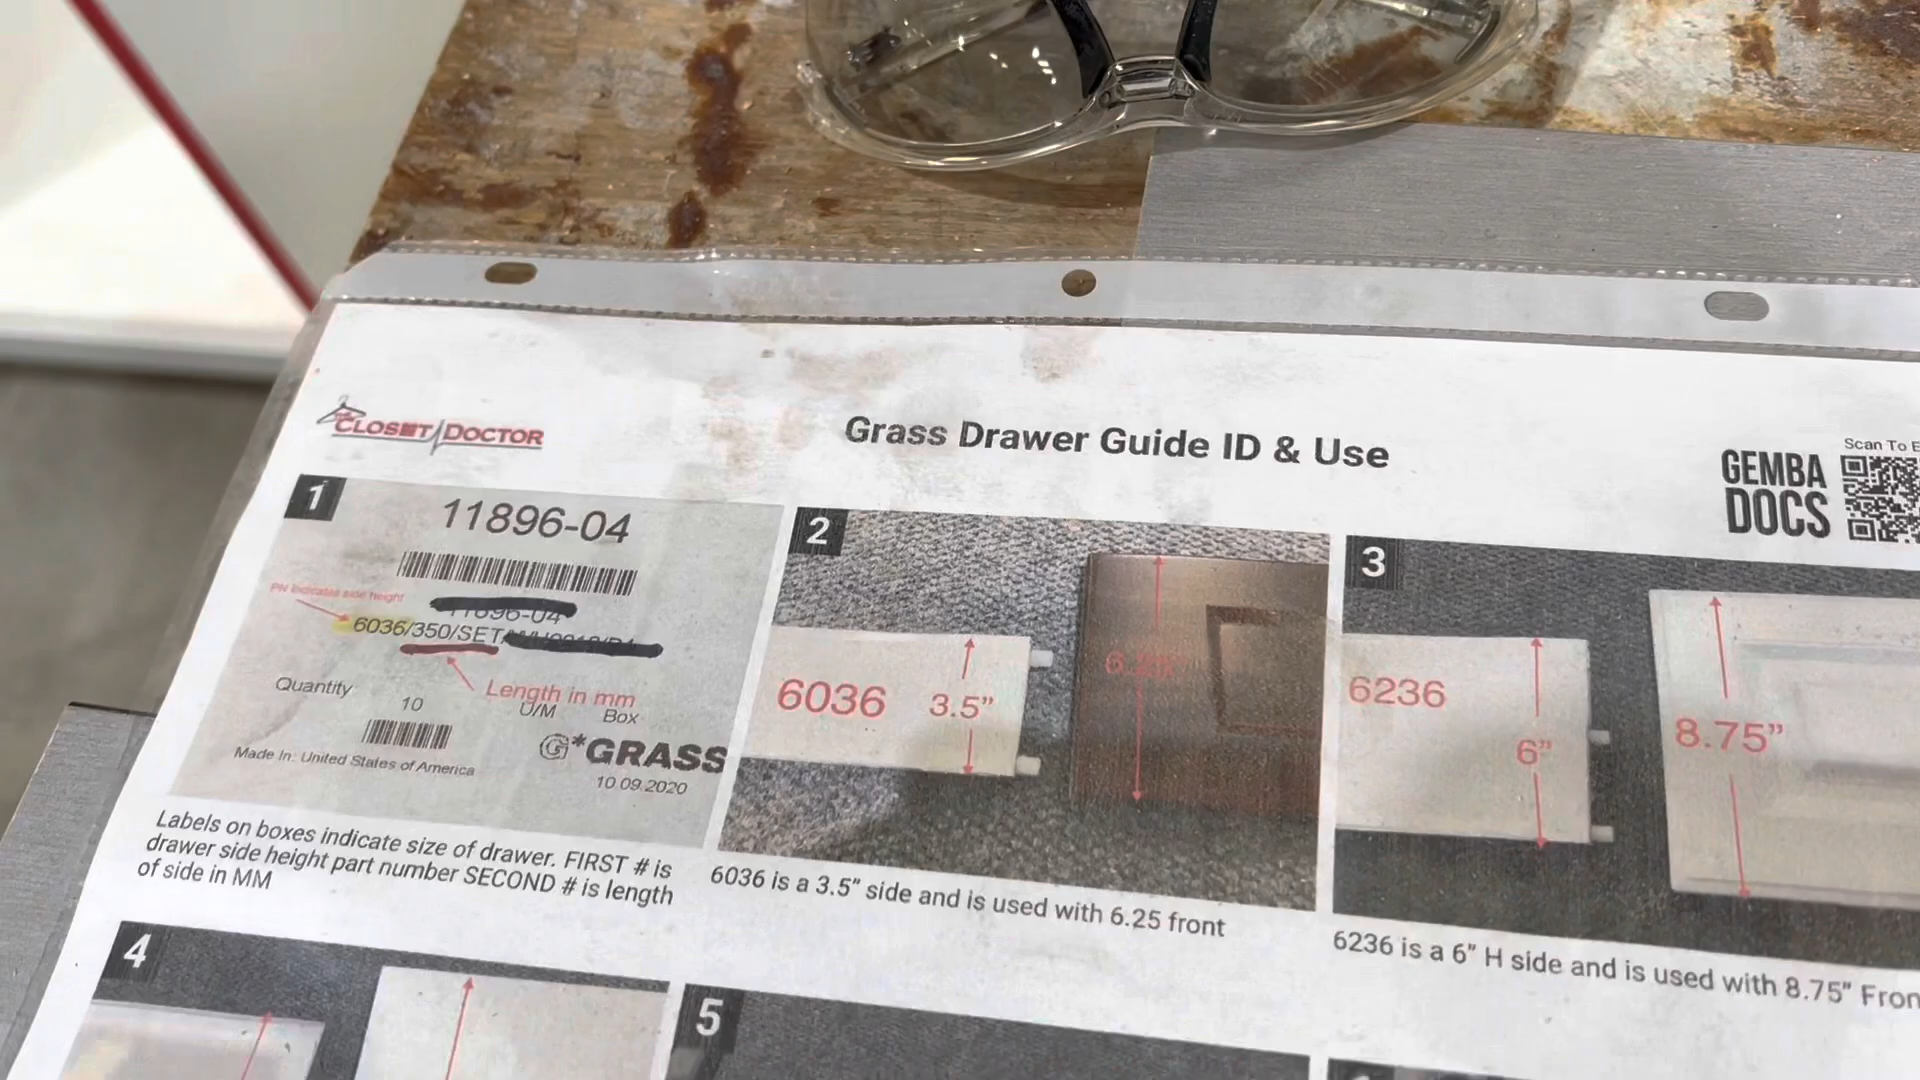 THE
CLOSET DOCTOR
Grass Drawer Guide ID & Use
GEMBA
DOCS
Scan To
1
11896-04
PN indicates side height
11896-04
6036/350/SET
Length in mm
Quantity
10
U/M
Box
G*GRASS
Made In: United States of America
10 09.2020
Labels on boxes indicate size of drawer. FIRST # is
drawer side height part number SECOND # is length
of side in MM
2
6036
3.5”
6036 is a 3.5” side and is used with 6.25 front
3
6236
6”
8.75”
6236 is a 6” H side and is used with 8.75”
4
5